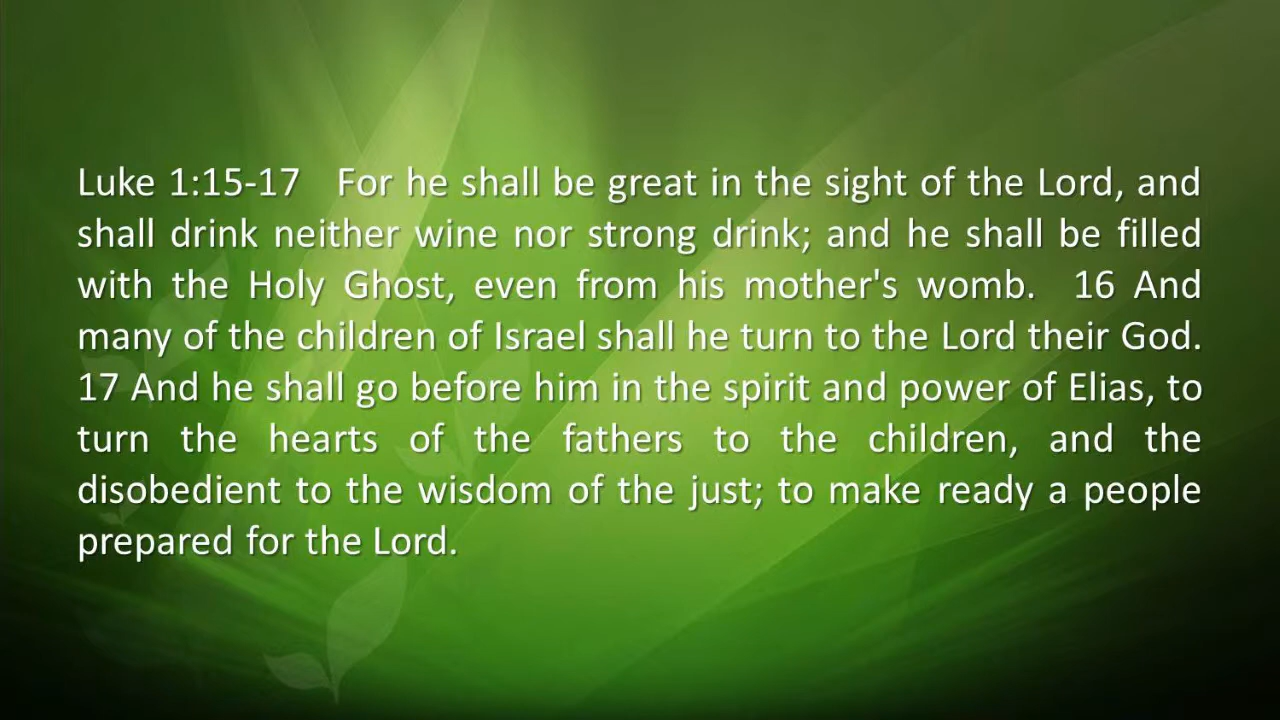 Luke 1:15-17   For he shall be great in the sight of the Lord, and
shall drink neither wine nor strong drink; and he shall be filled
with the Holy Ghost, even from his mother's womb.  16 And
many of the children of Israel shall he turn to the Lord their God.
17 And he shall go before him in the spirit and power of Elias, to
turn the hearts of the fathers to the children, and the
disobedient to the wisdom of the just; to make ready a people
prepared for the Lord.